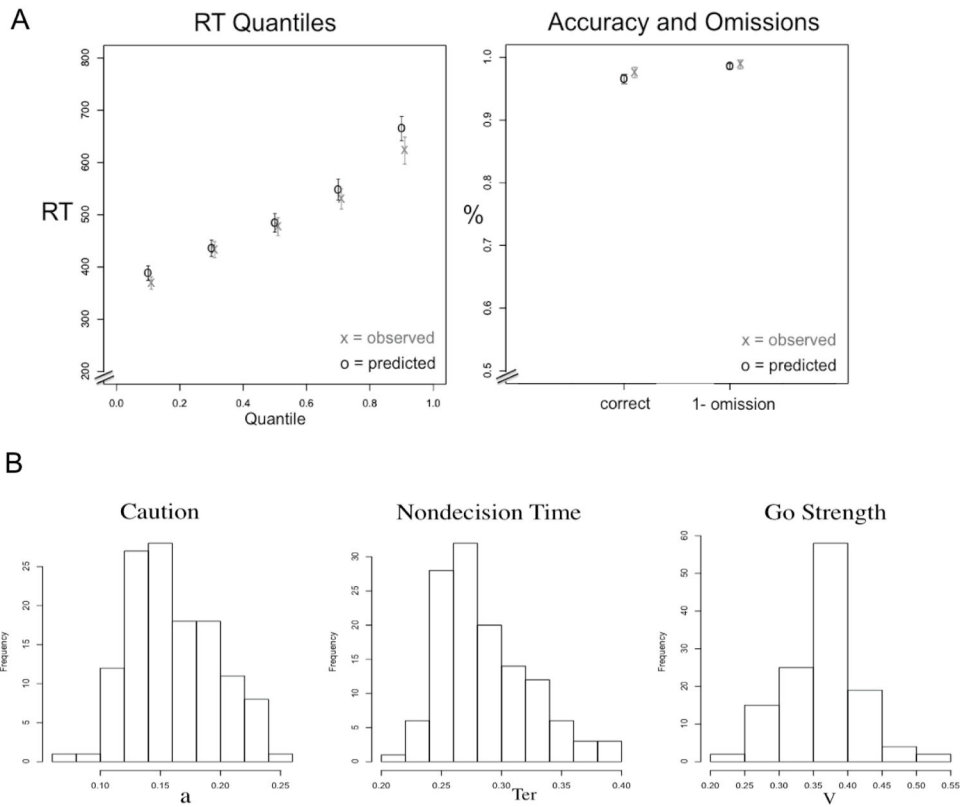 A
RT Quantiles
Accuracy and Omissions
RT
800
700
600
500
400
300
200
x = observed
o = predicted
0.0 0.2 0.4 0.6 0.8 1.0
Quantile
%
1.0
0.9
0.8
0.7
0.6
0.5
x = observed
o = predicted
correct 1- omission
B
Caution
Frequency
25
20
15
10
5
0
0.10 0.15 0.20 0.25
a
Nondecision Time
Frequency
30
25
20
15
10
5
0
0.20 0.25 0.30 0.35 0.40
Ter
Go Strength
Frequency
60
50
40
30
20
10
0
0.20 0.25 0.30 0.35 0.40 0.45 0.50 0.55
V